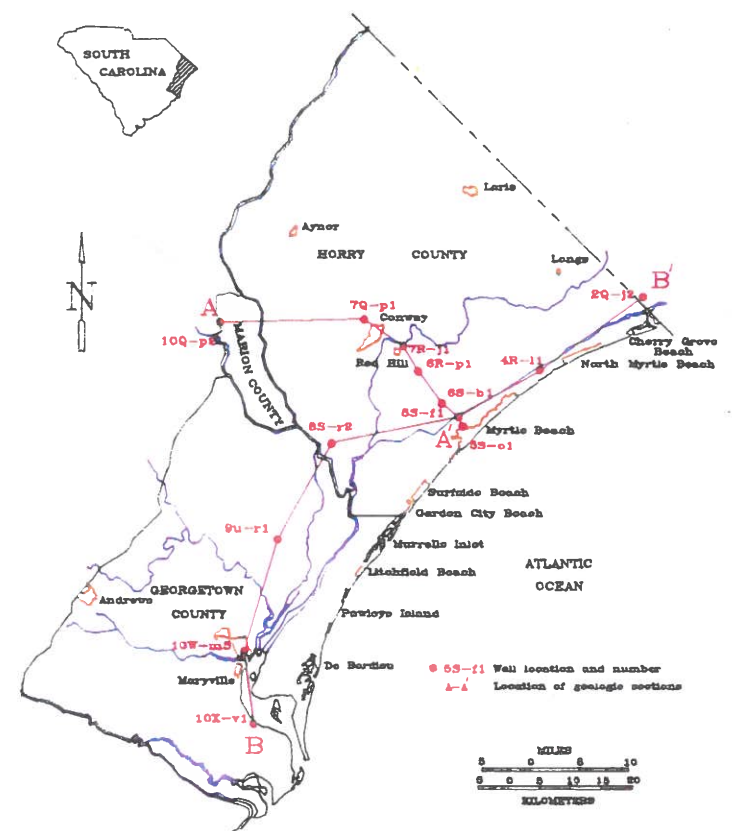 SOUTH
CAROLINA
N
Loris
Aynor
HORRY COUNTY
Longs
B'
2Q-j2
A
7Q-p1
Conway
10Q-p
MARION COUNTY
Cherry Grove
Beach
Red Hill
7R-j1
6R-p1
4R-l1
North Myrtle Beach
6S-b1
6S-f1
8S-r2
A'
Myrtle Beach
5S-o1
Surfside Beach
Garden City Beach
9u-r1
Murrells Inlet
ATLANTIC
OCEAN
Litchfield Beach
GEORGETOWN
COUNTY
Andrews
Pawleys Island
10W-m5
Maryville
De Bordieu
6S-f1 Well location and number
A-A' Location of geologic sections
10X-v1
B
MILES
5 0 5 10
5 0 5 10 15 20
KILOMETERS